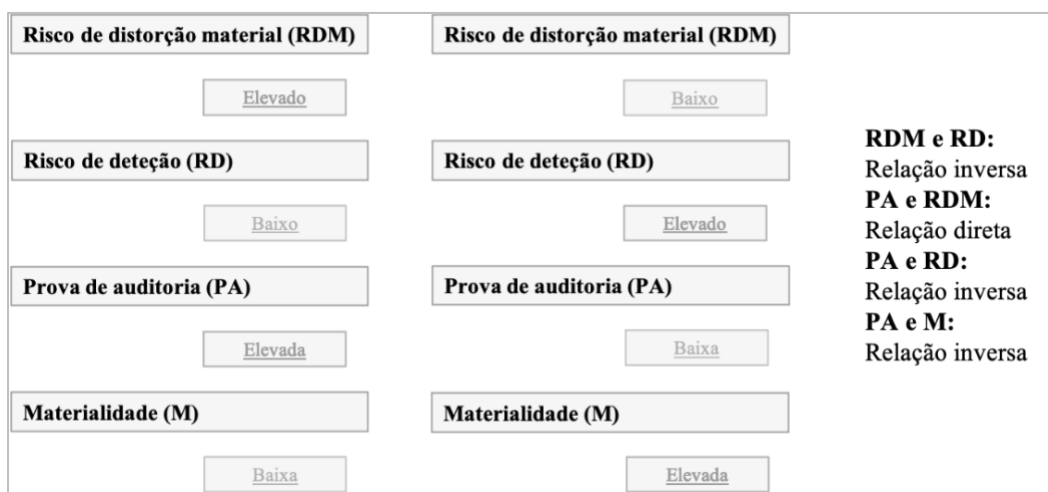 Risco de distorção material (RDM)
Elevado
Risco de deteção (RD)
Baixo
Prova de auditoria (PA)
Elevada
Materialidade (M)
Baixa
Risco de distorção material (RDM)
Baixo
Risco de deteção (RD)
Elevado
Prova de auditoria (PA)
Baixa
Materialidade (M)
Elevada
RDM e RD:
Relação inversa
PA e RDM:
Relação direta
PA e RD:
Relação inversa
PA e M:
Relação inversa